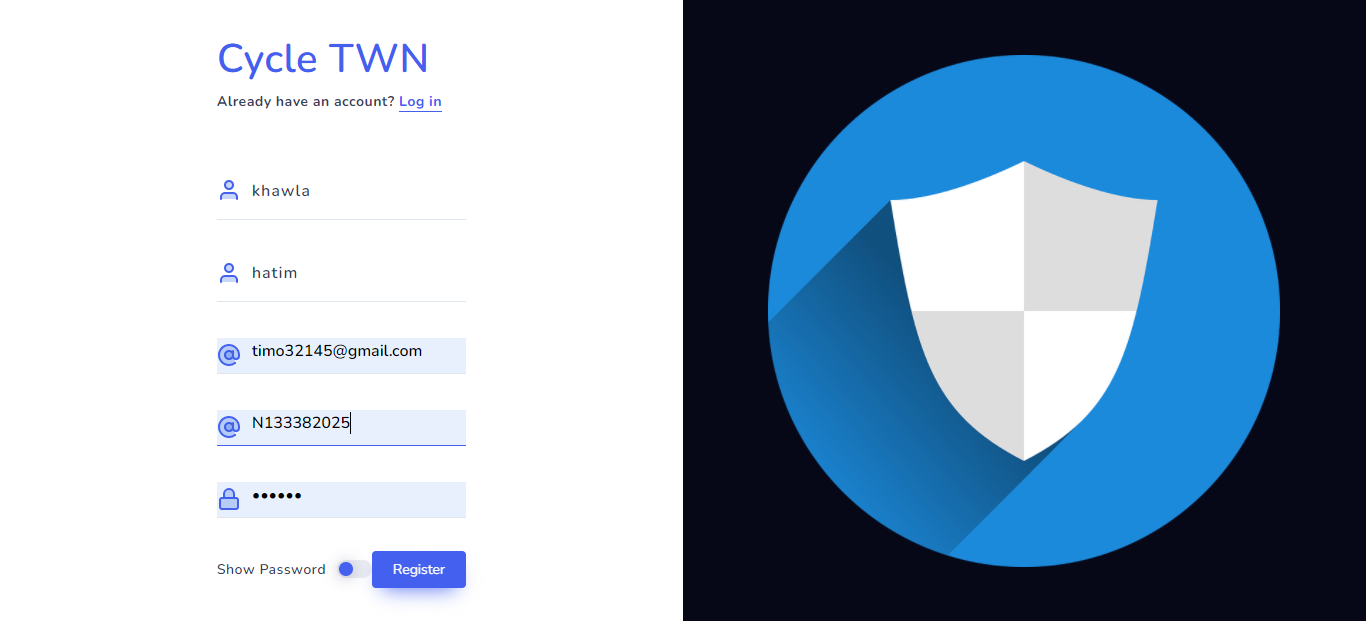 Cycle TWN
Already have an account? Log in
khawla
hatim
timo32145@gmail.com
N133382025
••••••
Show Password
Register